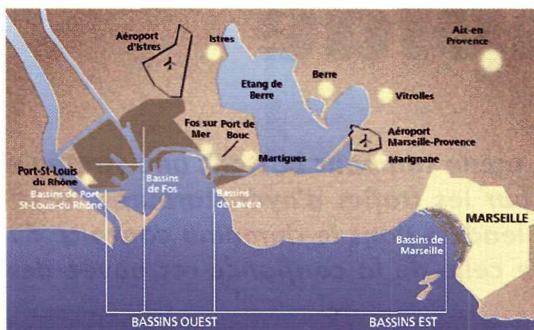 Aéroport
d'Istres
Istres
Aix-en
Provence
Etang de
Berre
Berre
Vitrolles
Fos sur
Mer
Port de
Bouc
Aéroport
Marseille-Provence
Martigues
Marignane
Port-St-Louis
du Rhône
Bassins de Port
St-Louis-du Rhône
Bassins
de Fos
Bassins
de Lavéra
MARSEILLE
Bassins de
Marseille
BASSINS OUEST
BASSINS EST